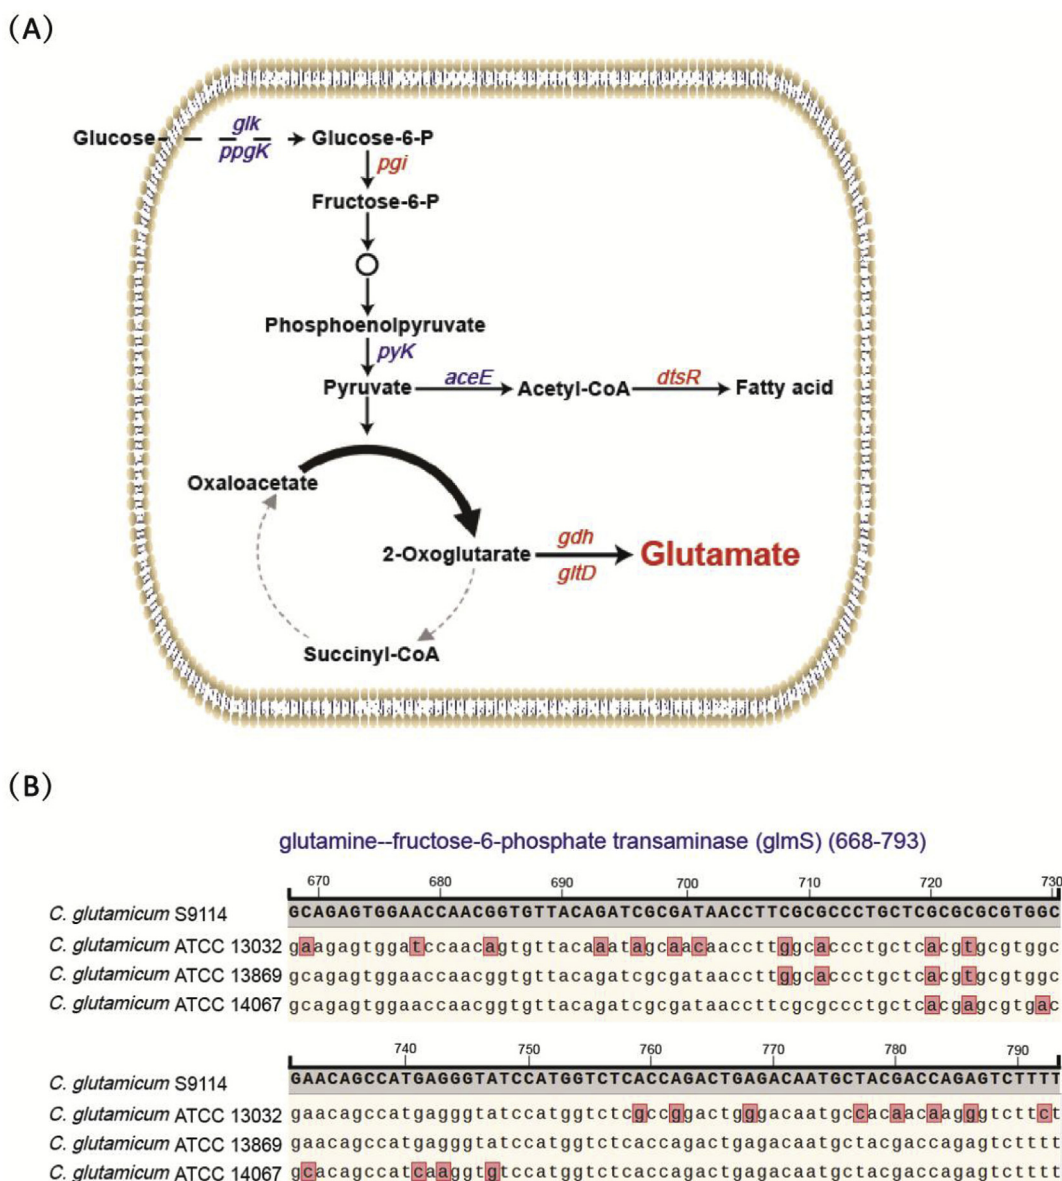 (A)
Glucose glk Glucose-6-P
ppgK
pgi
Fructose-6-P
Phosphoenolpyruvate
pyK
Pyruvate aceE Acetyl-CoA dtsR Fatty acid
Oxaloacetate
2-Oxoglutarate gdh Glutamate
gltD
Succinyl-CoA
(B)
glutamine--fructose-6-phosphate transaminase (glmS) (668-793)
670 680 690 700 710 720 730
C. glutamicum S9114 GCAGAGTGGAACCAACGGTGTTACAGATCGCGATAACCTTCGCGCCCTGCTCGCGCGCGTGGC
C. glutamicum ATCC 13032 gaagagtggatccaacagtgttacaaatagcaacaaccttggcaccctgctcacgtgcgtggc
C. glutamicum ATCC 13869 gcagagtggaaccaacggtgttacagatcgcgataaccttggcaccctgctcacgtgcgtggc
C. glutamicum ATCC 14067 gcagagtggaaccaacggtgttacagatcgcgataaccttcgcgccctgctcacgagcgtgac
740 750 760 770 780 790
C. glutamicum S9114 GAACAGCCATGAGGGTATCCATGGTCTCACCAGACTGAGACAATGCTACGACCAGAGTCTTTT
C. glutamicum ATCC 13032 gaacagccatgagggtatccatggtctcgccggactgggacaatgccacaacaagggtcttct
C. glutamicum ATCC 13869 gaacagccatgagggtatccatggtctcaccagactgagacaatgctacgaccagagtctttt
C. glutamicum ATCC 14067 gcacagccatcaaggtgtccatggtctcaccagactgagacaatgctacgaccagagtctttt